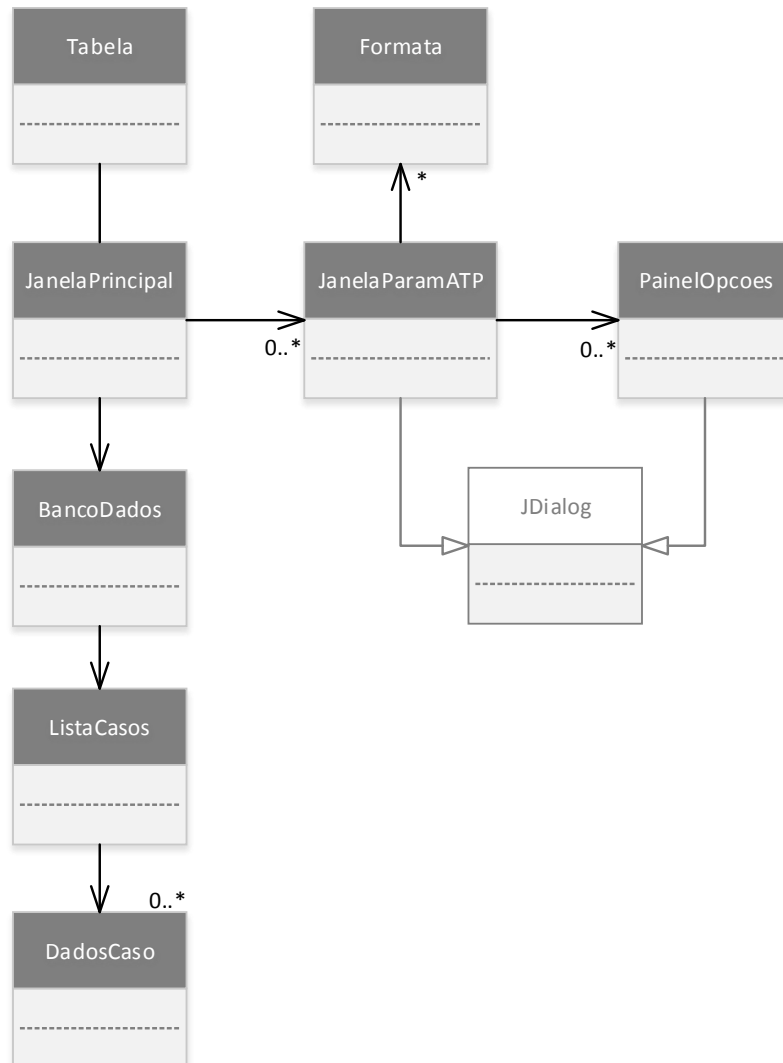 Tabela
Formata
*
JanelaPrincipal
JanelaParamATP
PainelOpcoes
0..*
0..*
BancoDados
JDialog
ListaCasos
0..*
DadosCaso